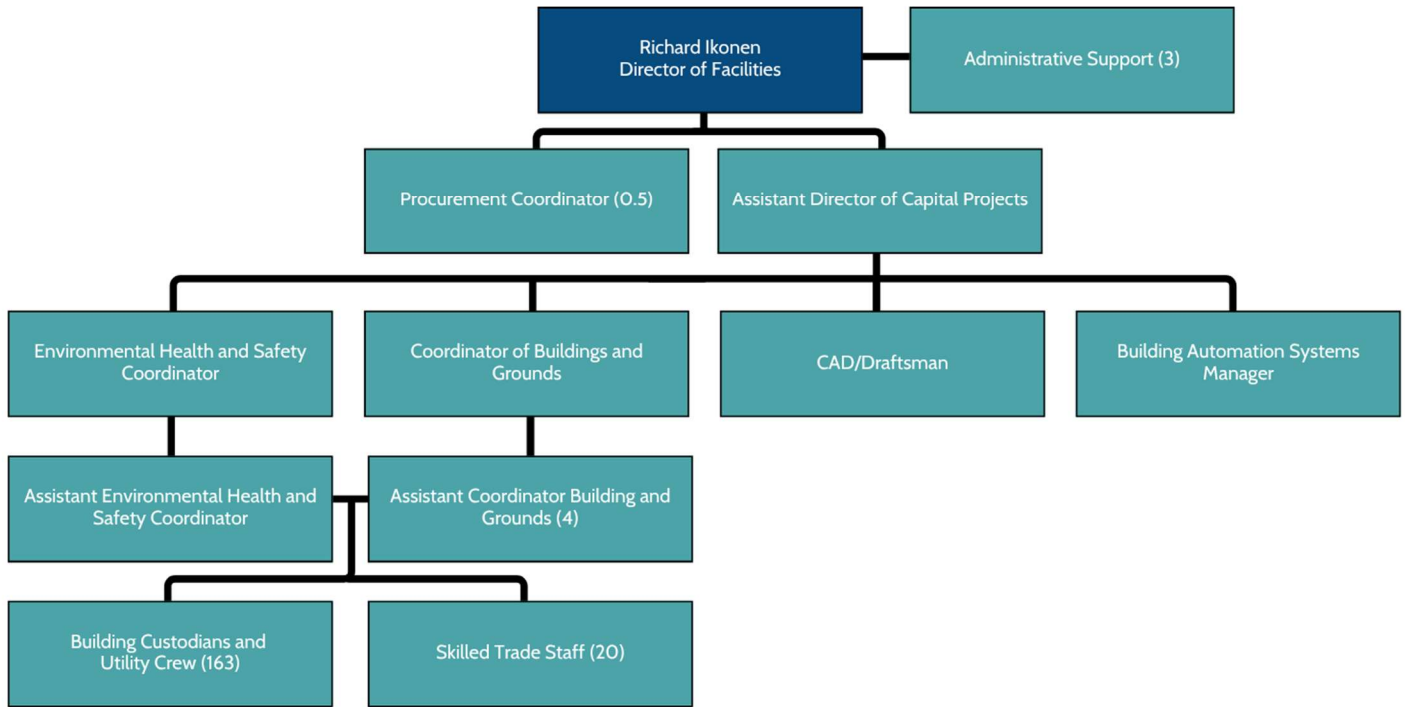 Richard Ikonen
Director of Facilities
Administrative Support (3)
Procurement Coordinator (0.5)
Assistant Director of Capital Projects
Environmental Health and Safety
Coordinator
Coordinator of Buildings and
Grounds
CAD/Draftsman
Building Automation Systems
Manager
Assistant Environmental Health and
Safety Coordinator
Assistant Coordinator Building and
Grounds (4)
Building Custodians and
Utility Crew (163)
Skilled Trade Staff (20)